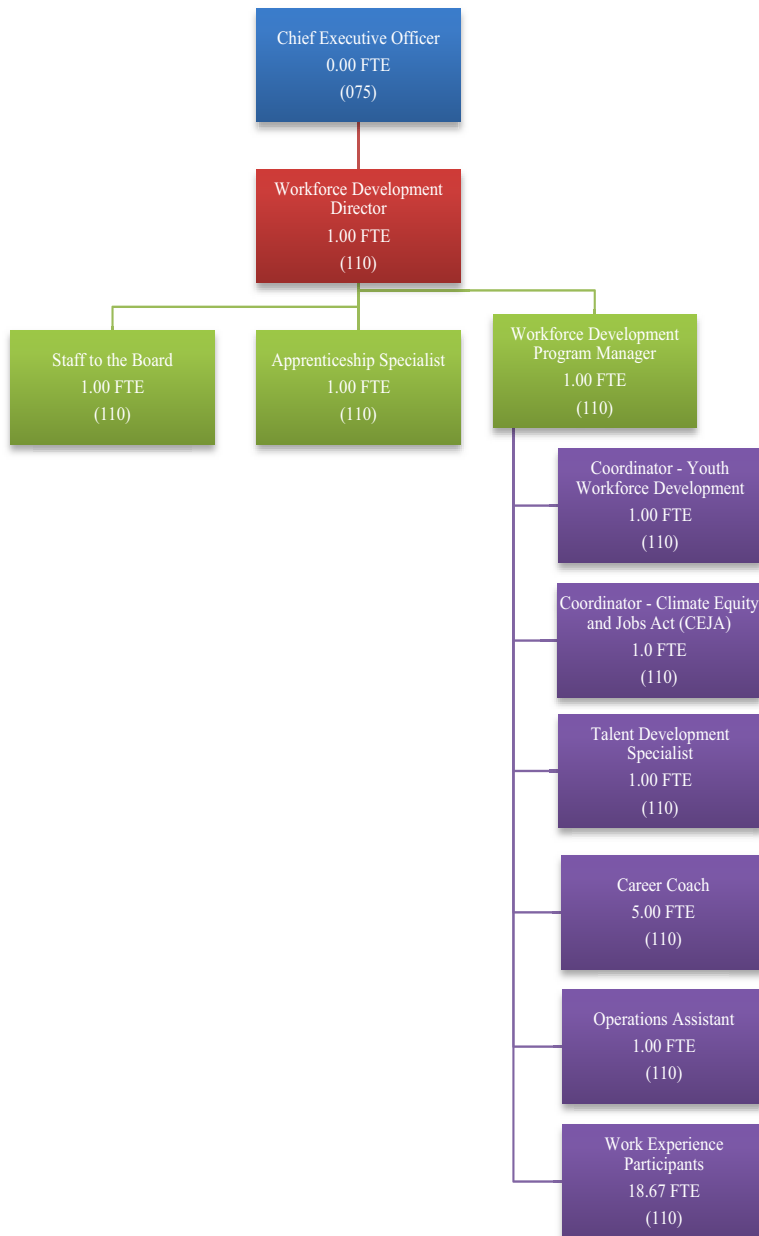 Chief Executive Officer
0.00 FTE
(075)
Workforce Development
Director
1.00 FTE
(110)
Staff to the Board
1.00 FTE
(110)
Apprenticeship Specialist
1.00 FTE
(110)
Workforce Development
Program Manager
1.00 FTE
(110)
Coordinator - Youth
Workforce Development
1.00 FTE
(110)
Coordinator - Climate Equity
and Jobs Act (CEJA)
1.0 FTE
(110)
Talent Development
Specialist
1.00 FTE
(110)
Career Coach
5.00 FTE
(110)
Operations Assistant
1.00 FTE
(110)
Work Experience
Participants
18.67 FTE
(110)